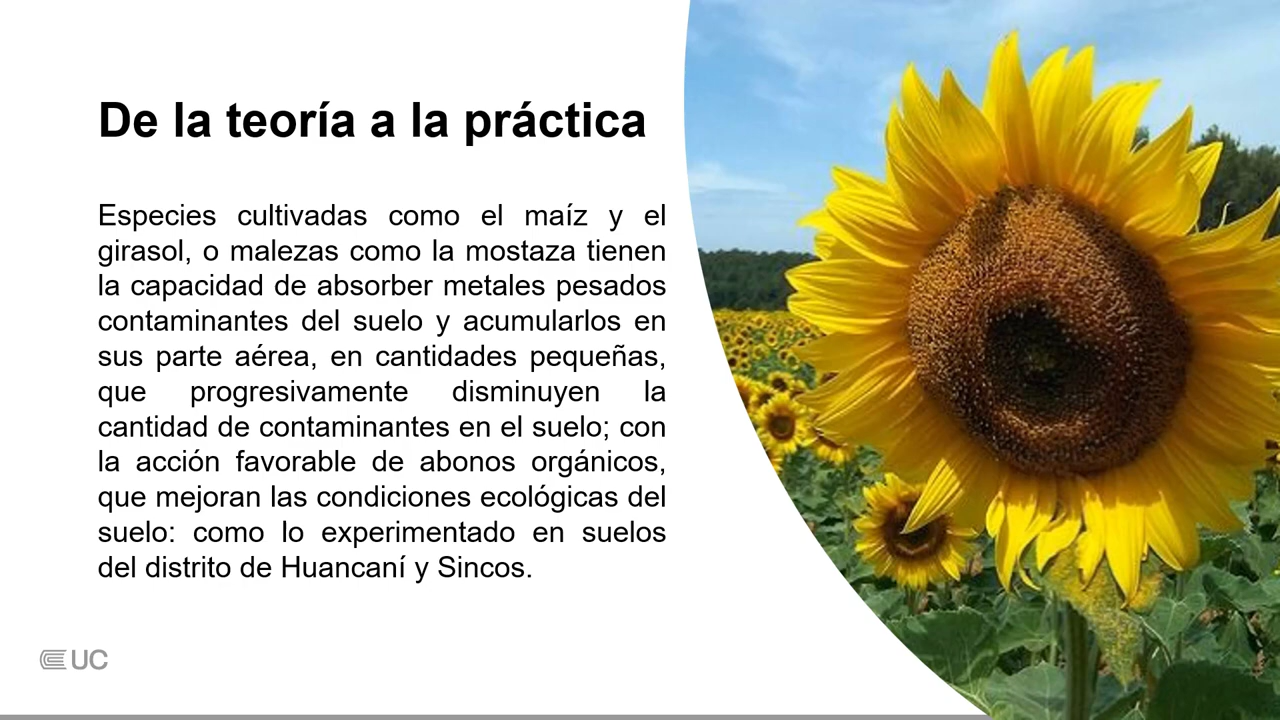 De la teoría a la práctica
Especies cultivadas como el maíz y el
girasol, o malezas como la mostaza tienen
la capacidad de absorber metales pesados
contaminantes del suelo y acumularlos en
sus parte aérea, en cantidades pequeñas,
que progresivamente disminuyen la
cantidad de contaminantes en el suelo; con
la acción favorable de abonos orgánicos,
que mejoran las condiciones ecológicas del
suelo: como lo experimentado en suelos
del distrito de Huancaní y Sincos.
UC